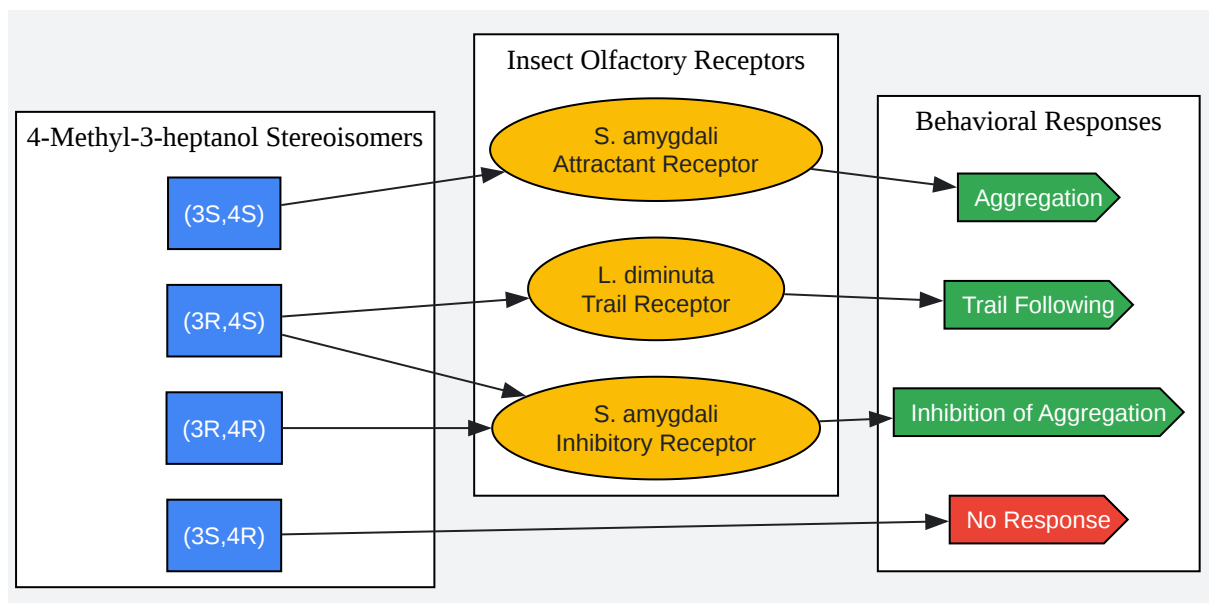 4-Methyl-3-heptanol Stereoisomers
(3S,4S)
(3R,4S)
(3R,4R)
(3S,4R)
Insect Olfactory Receptors
S. amygdali
Attractant Receptor
L. diminuta
Trail Receptor
S. amygdali
Inhibitory Receptor
Behavioral Responses
Aggregation
Trail Following
Inhibition of Aggregation
No Response